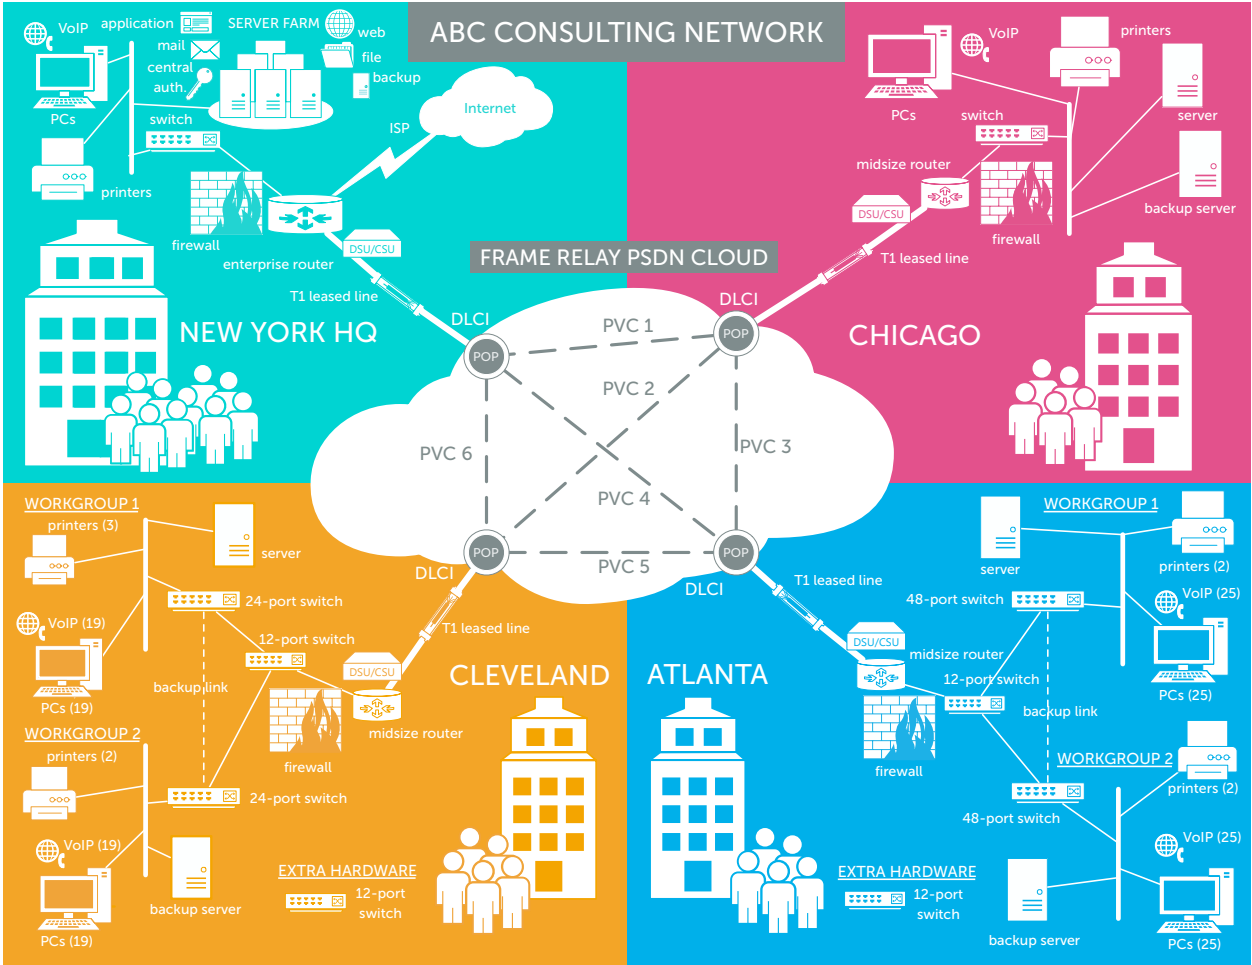 ABC CONSULTING NETWORK
VoIP
application
mail
central
auth.
SERVER FARM
web
file
backup
PCs
switch
printers
ISP
Internet
firewall
enterprise router
DSU/CSU
T1 leased line
NEW YORK HQ
VoIP
printers
PCs
switch
server
midsize router
backup server
DSU/CSU
firewall
T1 leased line
CHICAGO
FRAME RELAY PSDN CLOUD
DLCI
DLCI
POP
POP
PVC 1
PVC 2
PVC 3
PVC 6
PVC 4
PVC 5
POP
POP
DLCI
DLCI
WORKGROUP 1
printers (3)
server
24-port switch
VoIP (19)
12-port switch
PCs (19)
backup link
DSU/CSU
T1 leased line
CLEVELAND
midsize router
firewall
WORKGROUP 2
printers (2)
24-port switch
VoIP (19)
PCs (19)
backup server
EXTRA HARDWARE
12-port
switch
WORKGROUP 1
server
printers (2)
T1 leased line
48-port switch
VoIP (25)
DSU/CSU
midsize router
ATLANTA
12-port switch
PCs (25)
backup link
firewall
WORKGROUP 2
printers (2)
48-port switch
VoIP (25)
EXTRA HARDWARE
12-port
switch
backup server
PCs (25)